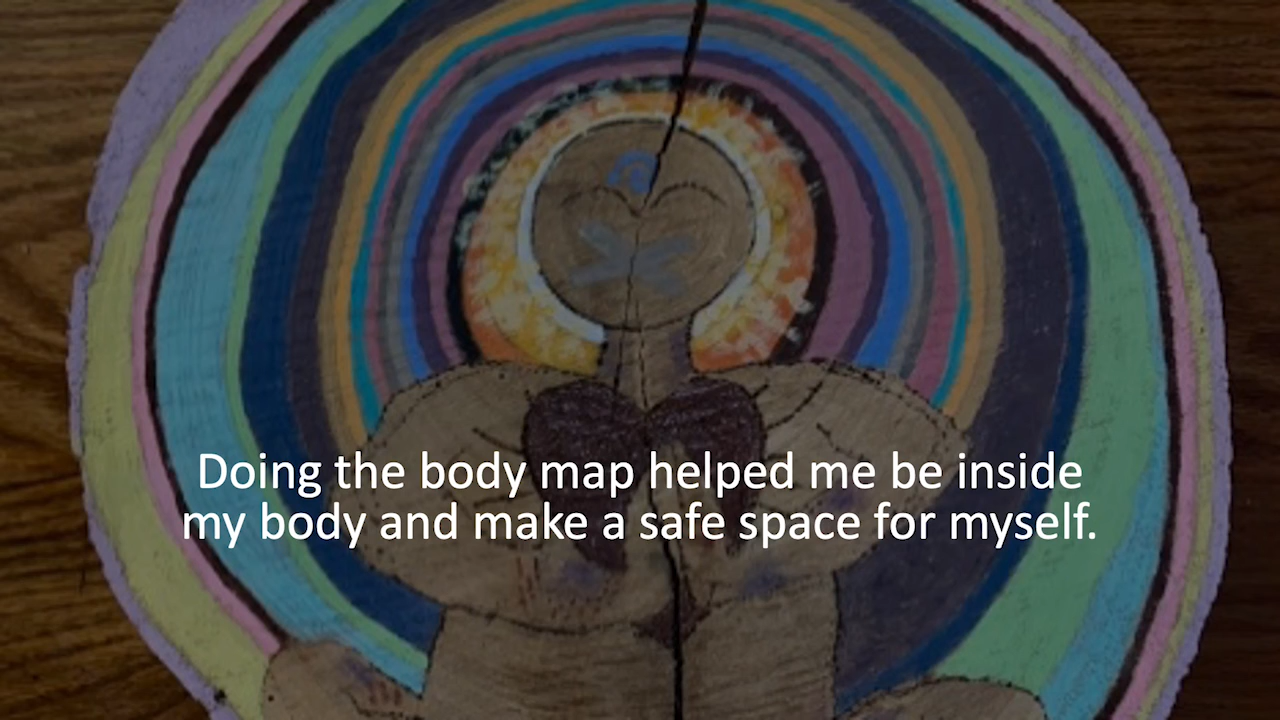 Doing the body map helped me be inside
my body and make a safe space for myself.